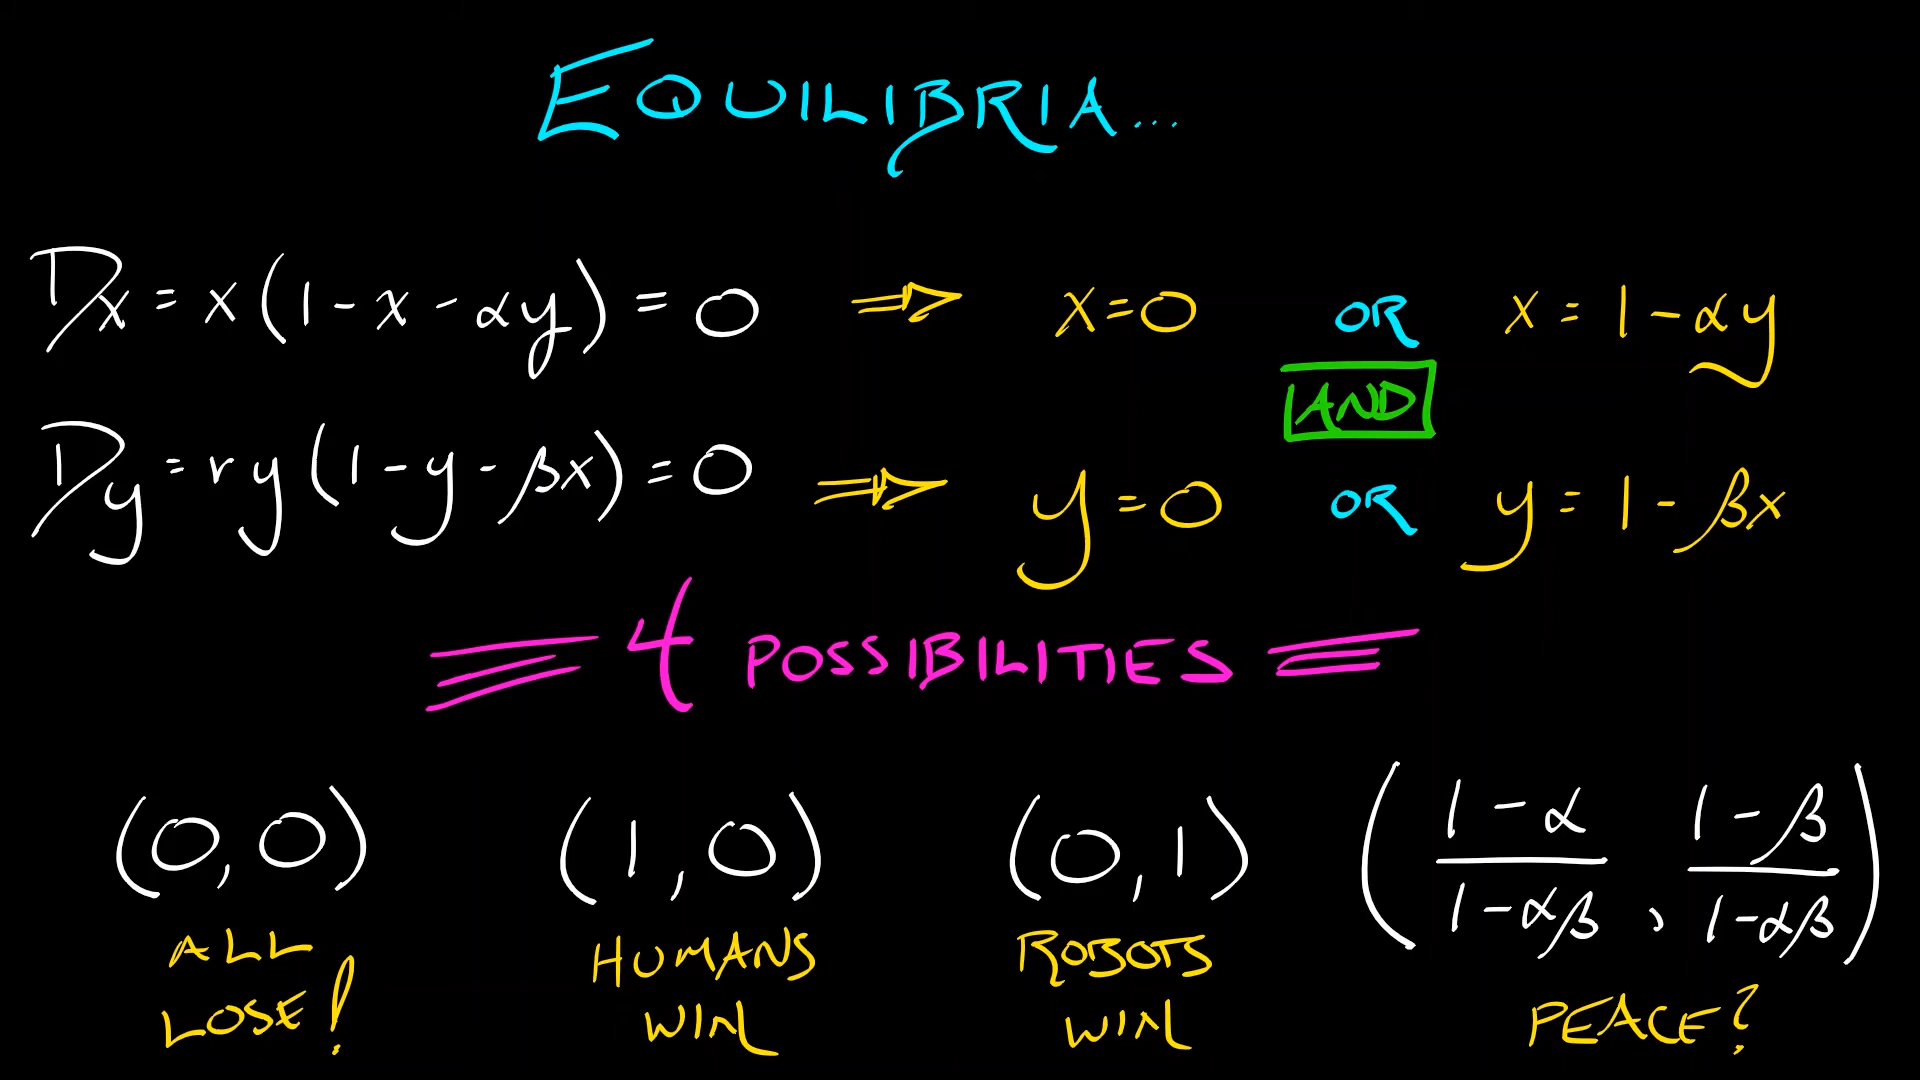 EQUILIBRIA...
Dx = x(1 - x - αy) = 0 ⇒ x=0 OR x = 1-αy
AND
Dy = ry(1-y-βx) = 0 ⇒ y=0 OR y = 1-βx
4 POSSIBILITIES
(0,0) (1,0) (0,1) ((1-α)/(1-αβ), (1-β)/(1-αβ))
ALL LOSE! HUMANS WIN ROBOTS WIN PEACE?